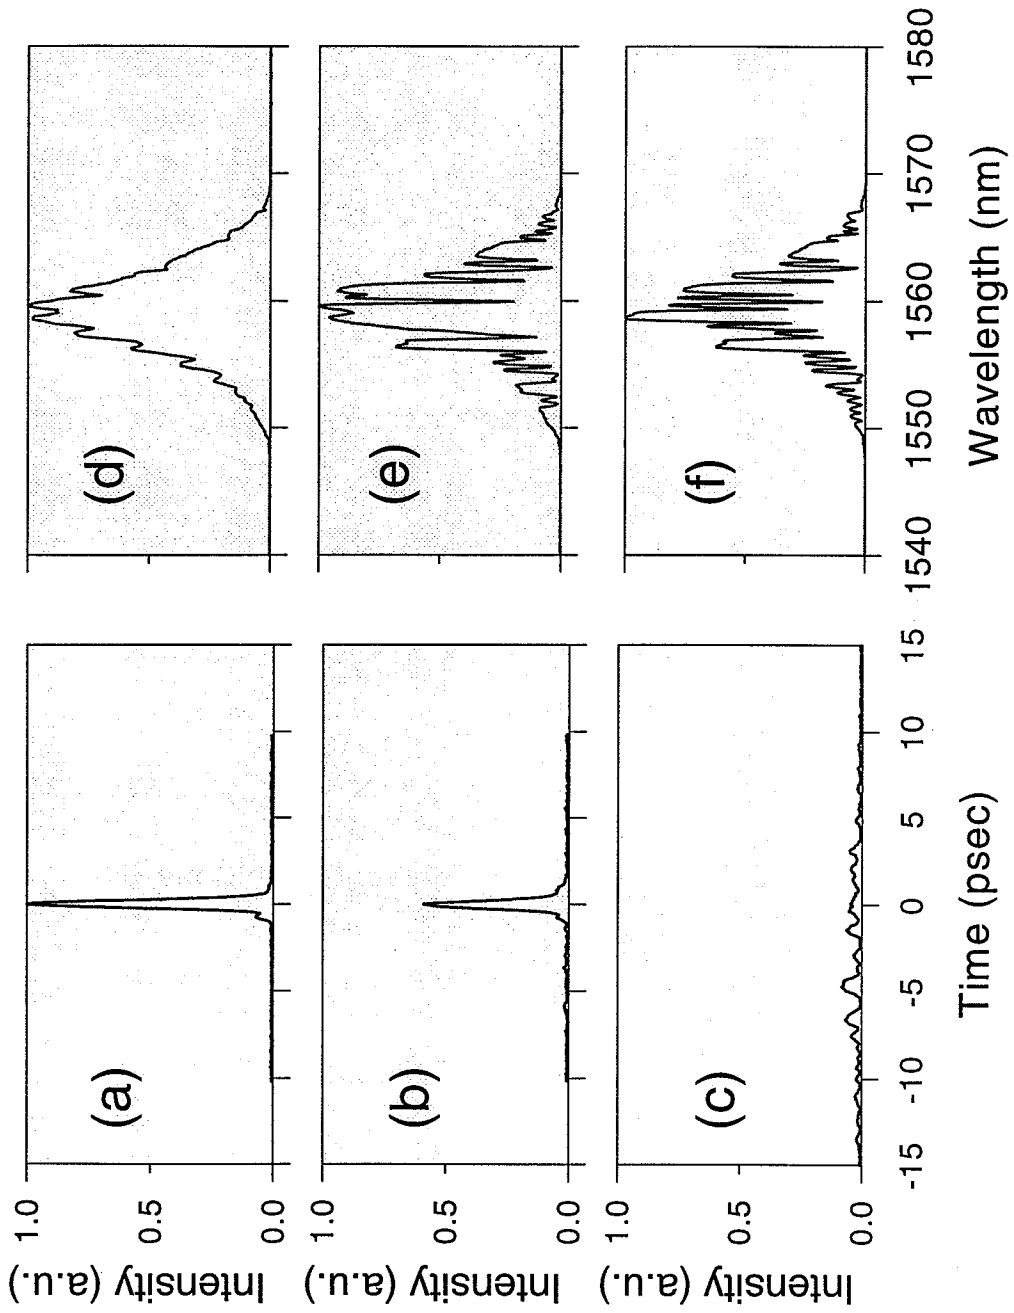 Intensity (a.u.)
1.0
0.5
0.0
(a)
(d)
Intensity (a.u.)
1.0
0.5
0.0
(b)
(e)
Intensity (a.u.)
1.0
0.5
0.0
(c)
(f)
-15 -10 -5 0 5 10 15
1540 1550 1560 1570 1580
Time (psec)
Wavelength (nm)